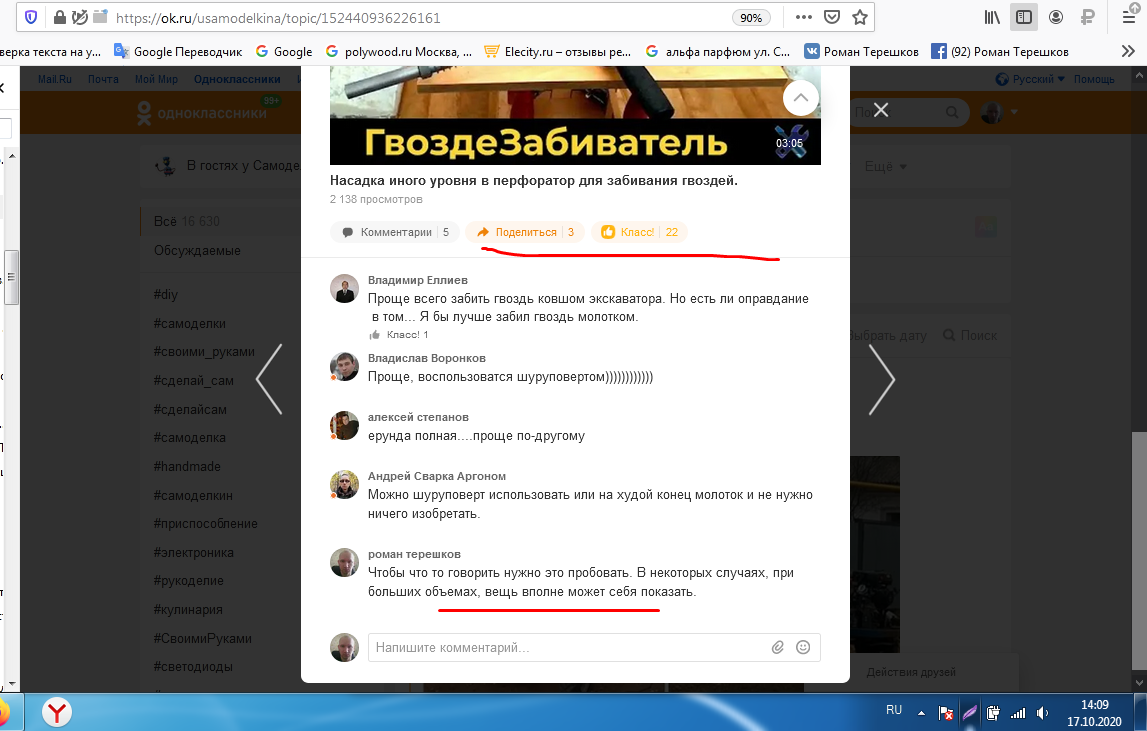 https://ok.ru/usamodelkina/topic/152440936226161
90%
верка текста на у...
Google Переводчик
Google
polywood.ru Москва, ...
Elecity.ru – отзывы ре...
альфа парфюм ул. С...
Роман Терешков
(92) Роман Терешков
Mail.Ru
Почта
Мой Мир
Одноклассники
Русский
Помощь
одноклассники
99+
В гостях у Самоде
Ещё
ГвоздеЗабиватель
03:05
Насадка иного уровня в перфоратор для забивания гвоздей.
2 138 просмотров
Комментарии 5
Поделиться 3
Класс! 22
Всё 16 630
Обсуждаемые
#diy
#самоделки
#своими_руками
#сделай_сам
#сделайсам
#самоделка
#handmade
#самоделкин
#приспособление
#электроника
#рукоделие
#кулинария
#СвоимиРуками
#светодиоды
ыбрать дату
Поиск
Владимир Еллиев
Проще всего забить гвоздь ковшом экскаватора. Но есть ли оправдание
в том... Я бы лучше забил гвоздь молотком.
Класс! 1
Владислав Воронков
Проще, воспользоватся шуруповертом))))))))))))
алексей степанов
ерунда полная....проще по-другому
Андрей Сварка Аргоном
Можно шуруповерт использовать или на худой конец молоток и не нужно
ничего изобретать.
роман терешков
Чтобы что то говорить нужно это пробовать. В некоторых случаях, при
больших объемах, вещь вполне может себя показать.
Напишите комментарий...
Действия друзей
RU
14:09
17.10.2020